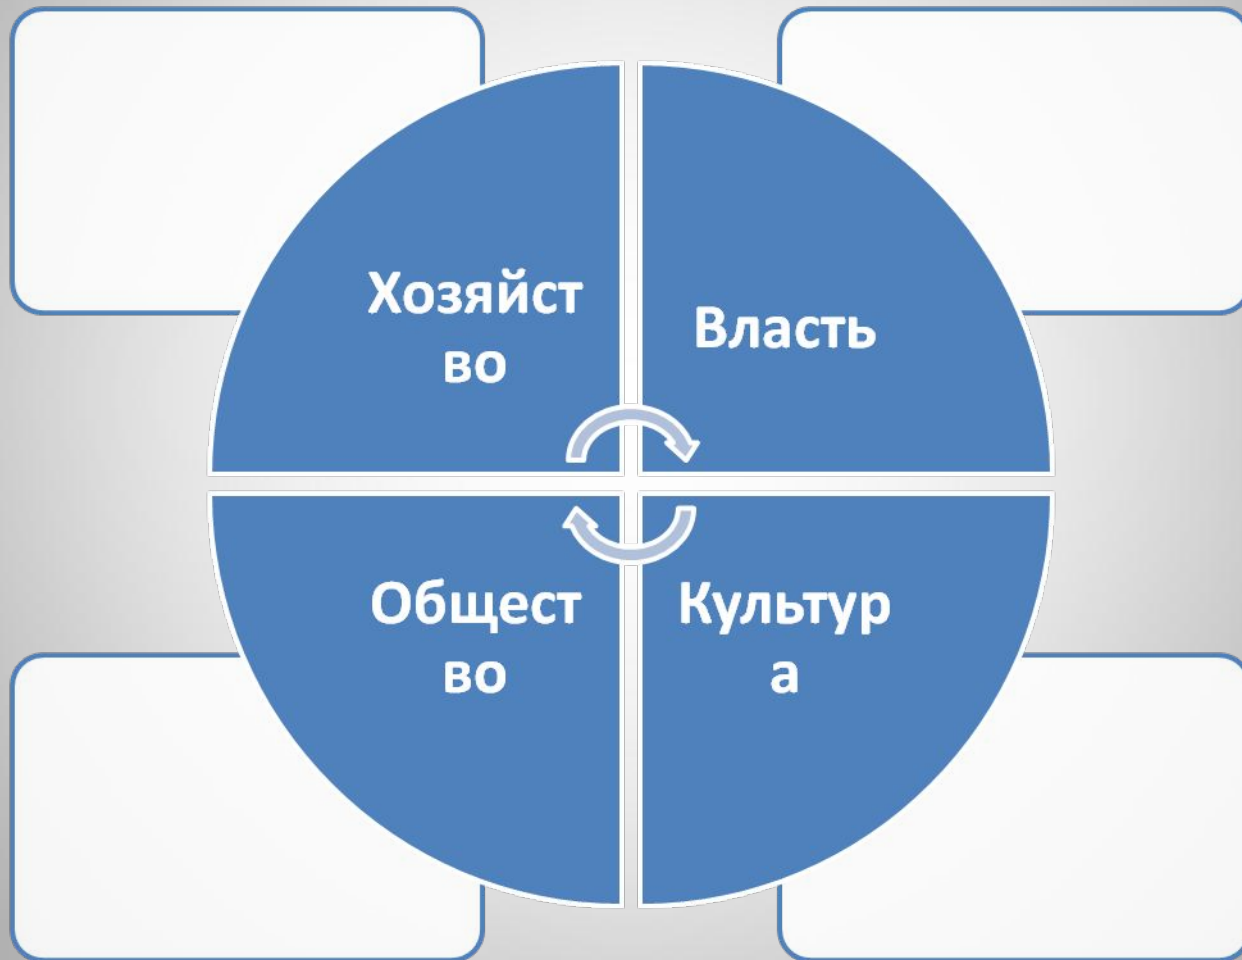 Хозяйст
во
Власть
Общест
во
Культур
а